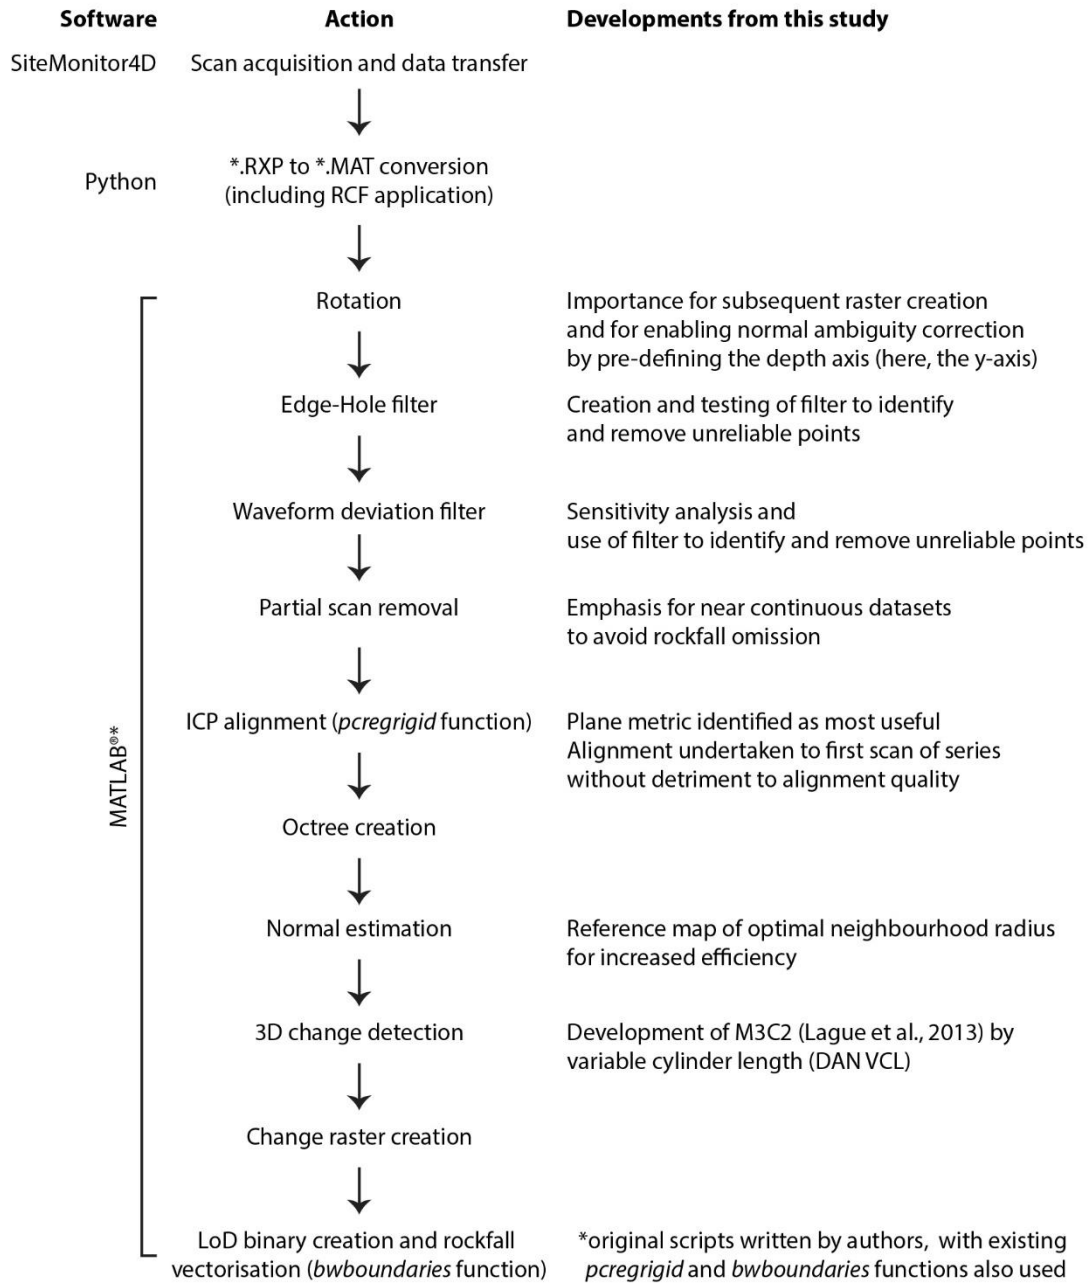 Software Action Developments from this study
SiteMonitor4D Scan acquisition and data transfer
*.RXP to *.MAT conversion
Python
(including RCF application)
MATLAB®*
Rotation Importance for subsequent raster creation
and for enabling normal ambiguity correction
by pre-defining the depth axis (here, the y-axis)
Edge-Hole filter Creation and testing of filter to identify
and remove unreliable points
Waveform deviation filter Sensitivity analysis and
use of filter to identify and remove unreliable points
Partial scan removal Emphasis for near continuous datasets
to avoid rockfall omission
ICP alignment (pcregrigid function) Plane metric identified as most useful
Alignment undertaken to first scan of series
without detriment to alignment quality
Octree creation
Normal estimation Reference map of optimal neighbourhood radius
for increased efficiency
3D change detection Development of M3C2 (Lague et al., 2013) by
variable cylinder length (DAN VCL)
Change raster creation
LoD binary creation and rockfall *original scripts written by authors, with existing
vectorisation (bwboundaries function) pcregrigid and bwboundaries functions also used